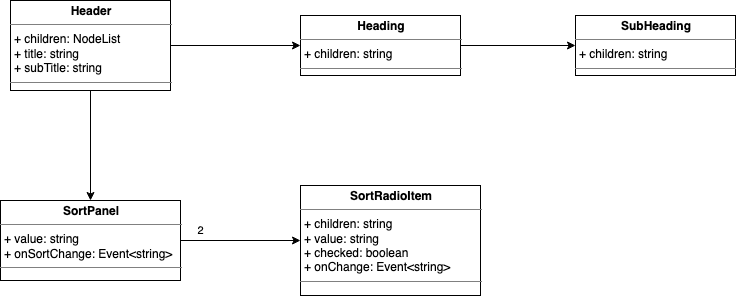 Header
+ children: NodeList
+ title: string
+ subTitle: string
Heading
+ children: string
SubHeading
+ children: string
SortPanel
+ value: string
+ onSortChange: Event<string>
2
SortRadioItem
+ children: string
+ value: string
+ checked: boolean
+ onChange: Event<string>